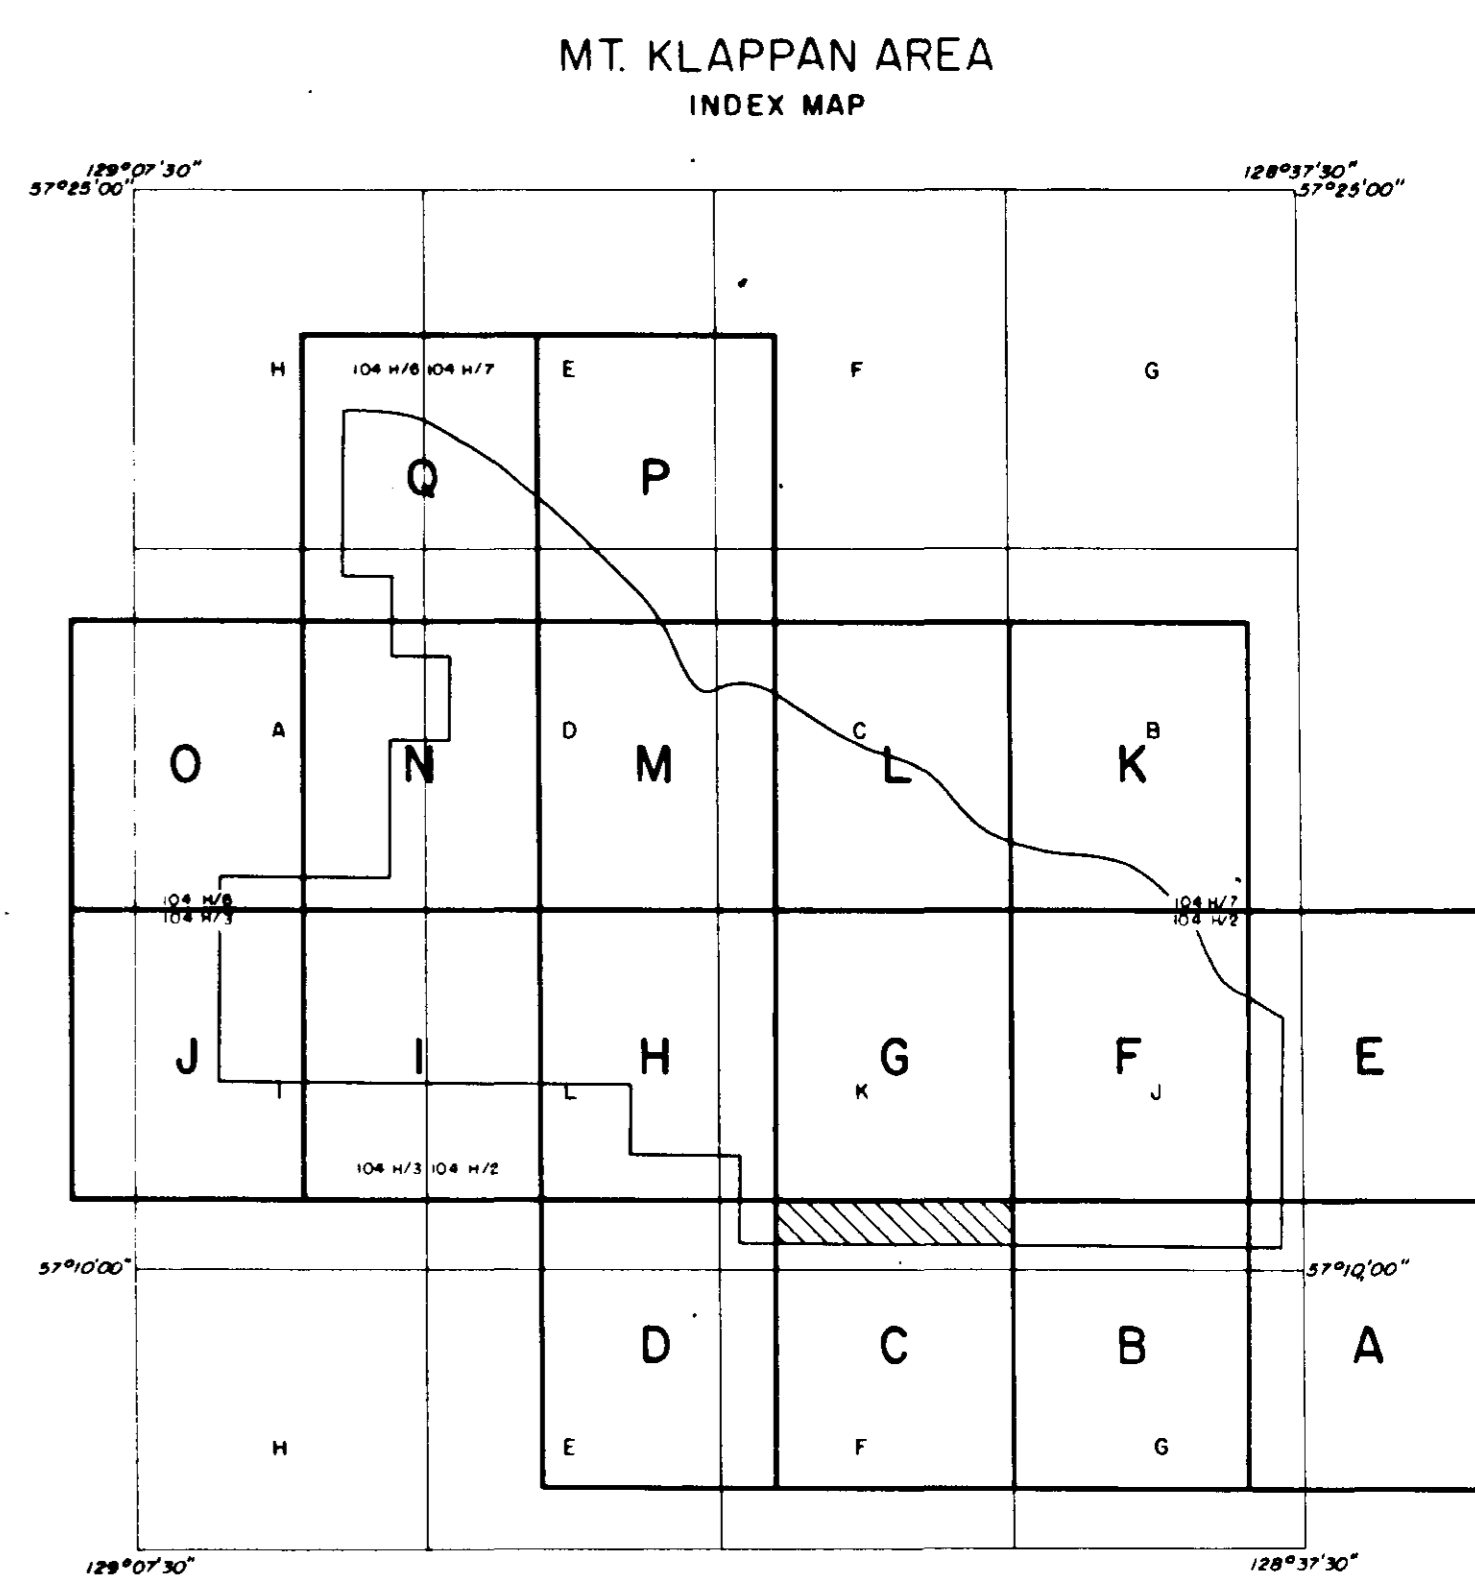 MT. KLAPPAN AREA
INDEX MAP
129°07'30" 128°37'30"
57°25'00" 57°25'00"
H 104 H/6 104 H/7 E F G
Q P
A D C B
O N M L K
104 H/6 104 H/7
104 H/3 104 H/2
J I H G F E
I L K J
104 H/3 104 H/2
57°10'00" 57°10'00"
D C B A
H E F G
129°07'30" 128°37'30"